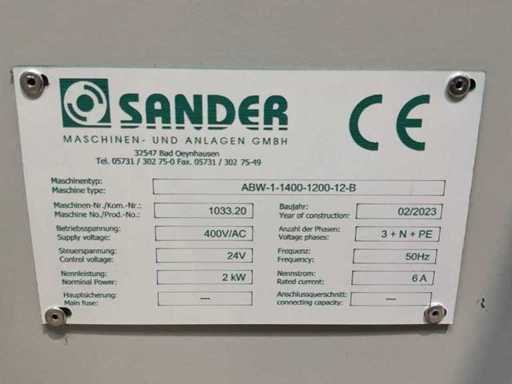 SANDER CE
MASCHINEN- UND ANLAGEN GMBH
32547 Bad Oeynhausen
Tel. 05731 / 302 75-0 Fax. 05731 / 302 75-49
Maschinentyp:
Machine type: ABW-1-1400-1200-12-B
Maschinen-Nr./Kom.-Nr.:
Machine No./Prod.-No.: 1033.20
Baujahr:
Year of construction: 02/2023
Betriebsspannung:
Supply voltage: 400V/AC
Anzahl der Phasen:
Voltage phases: 3 + N + PE
Steuerspannung:
Control voltage: 24V
Frequenz:
Frequency: 50Hz
Nennleistung:
Nominal Power: 2 kW
Nennstrom:
Rated current: 6 A
Hauptsicherung:
Main fuse: ---
Anschlussquerschnitt:
connecting capacity: ---